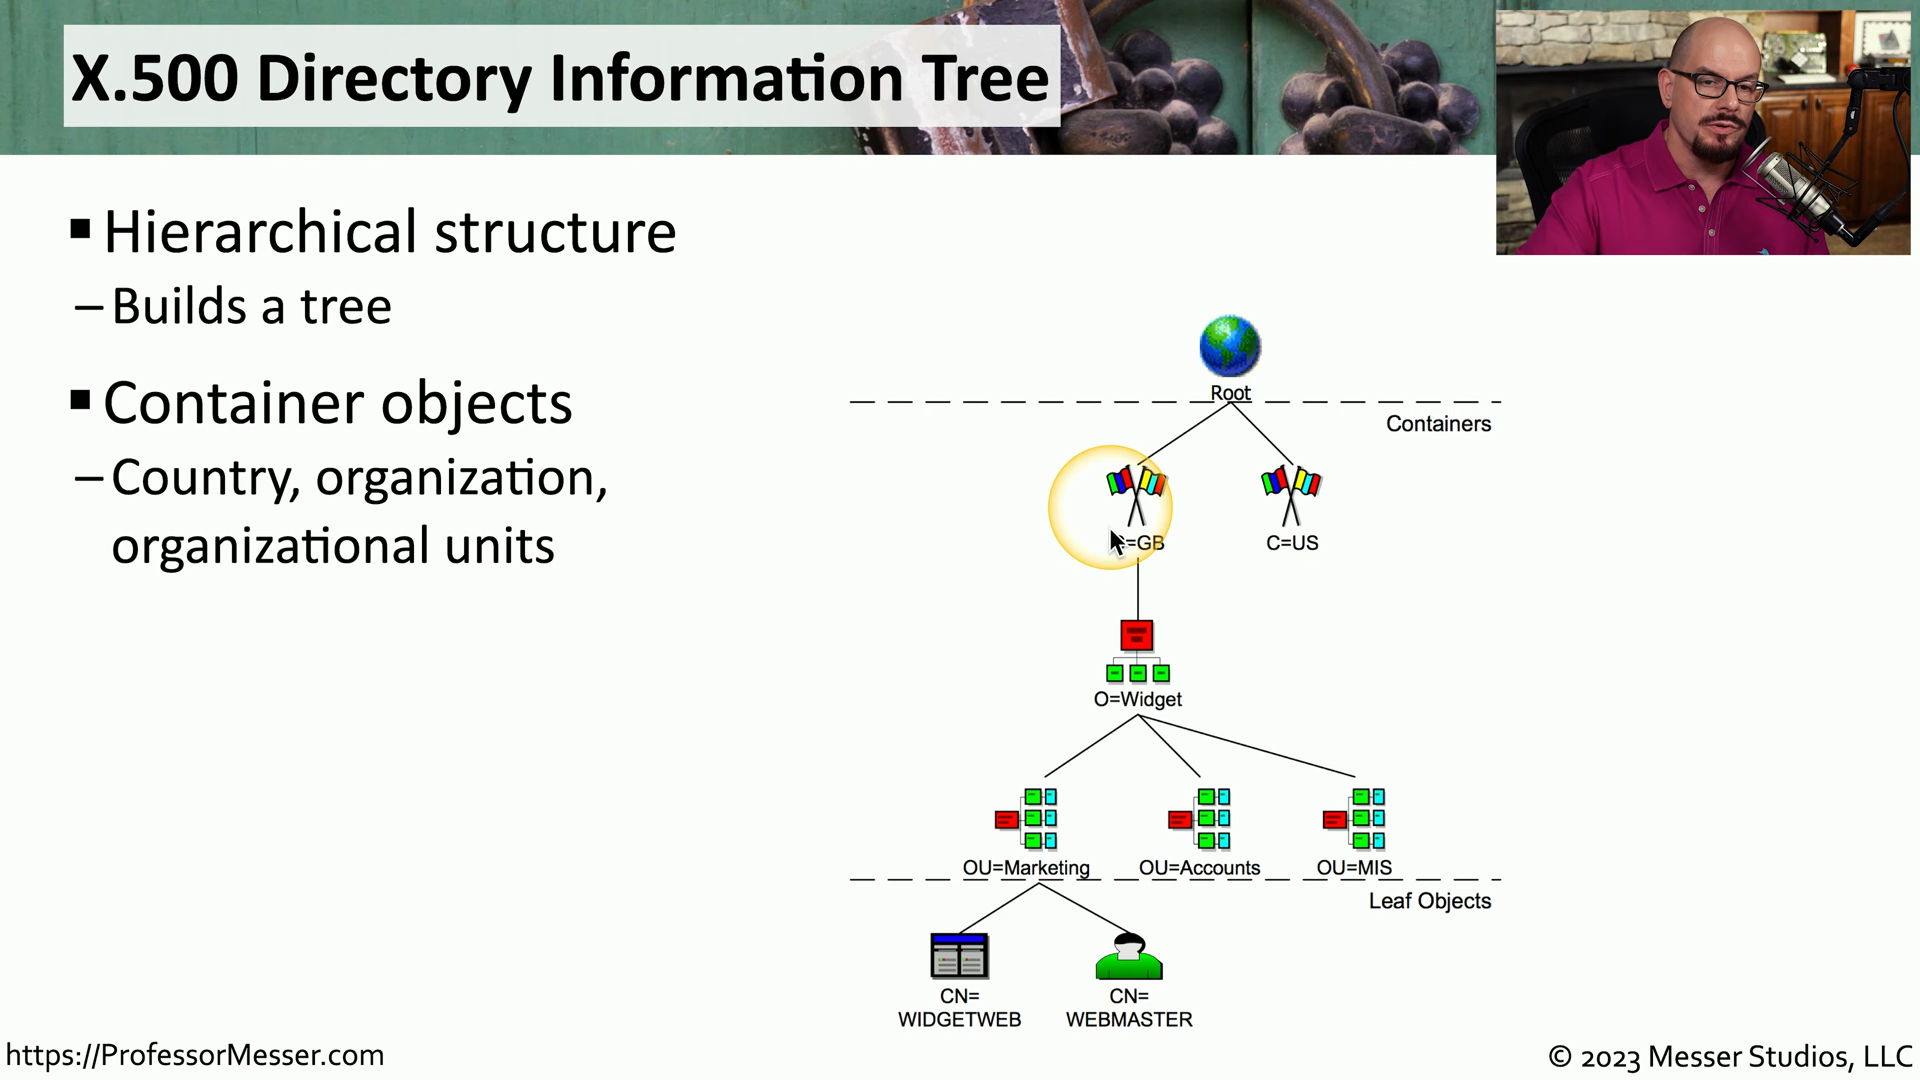 X.500 Directory Information Tree
▪ Hierarchical structure
– Builds a tree
▪ Container objects
– Country, organization,
organizational units
Root
Containers
=GB
C=US
O=Widget
OU=Marketing
OU=Accounts
OU=MIS
Leaf Objects
CN=
WIDGETWEB
CN=
WEBMASTER
https://ProfessorMesser.com
© 2023 Messer Studios, LLC